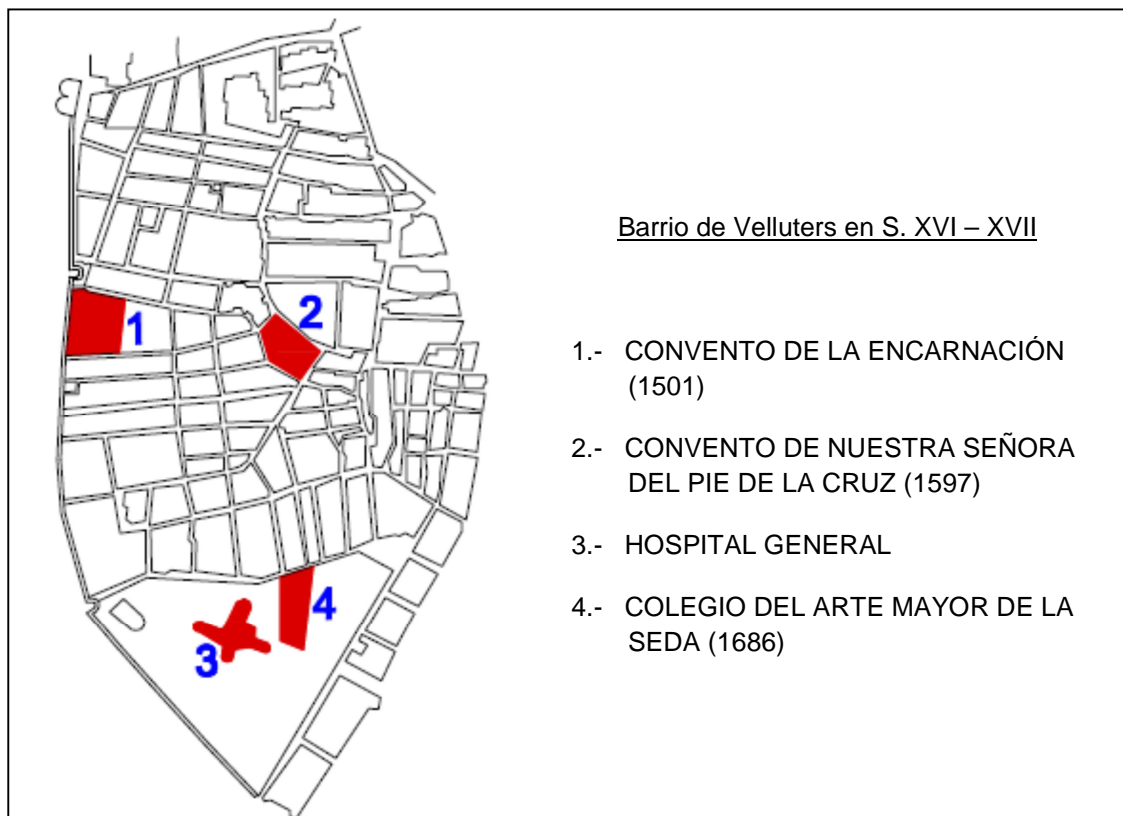 Barrio de Velluters en S. XVI – XVII
1
2
3
4
1.- CONVENTO DE LA ENCARNACIÓN
(1501)
2.- CONVENTO DE NUESTRA SEÑORA
DEL PIE DE LA CRUZ (1597)
3.- HOSPITAL GENERAL
4.- COLEGIO DEL ARTE MAYOR DE LA
SEDA (1686)